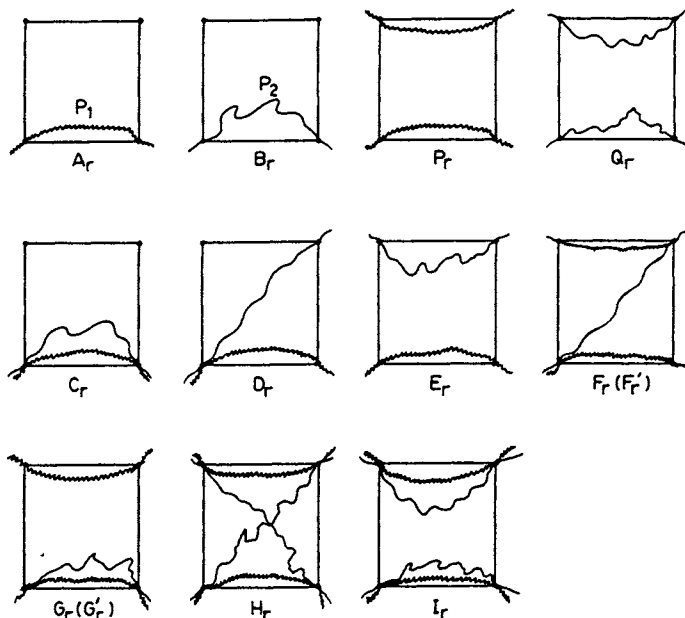 P₁ P₂
Aᵣ Bᵣ Pᵣ Qᵣ
Cᵣ Dᵣ Eᵣ Fᵣ(Fᵣ')
Gᵣ(Gᵣ') Hᵣ Iᵣ